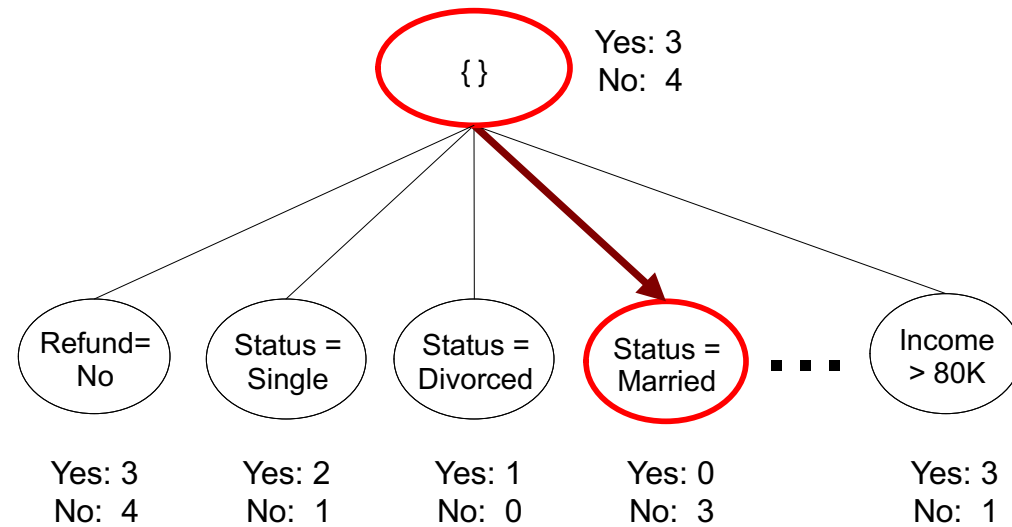 { }
Yes: 3
No: 4
Refund=
No
Status =
Single
Status =
Divorced
Status =
Married
Income
> 80K
Yes: 3
No: 4
Yes: 2
No: 1
Yes: 1
No: 0
Yes: 0
No: 3
Yes: 3
No: 1